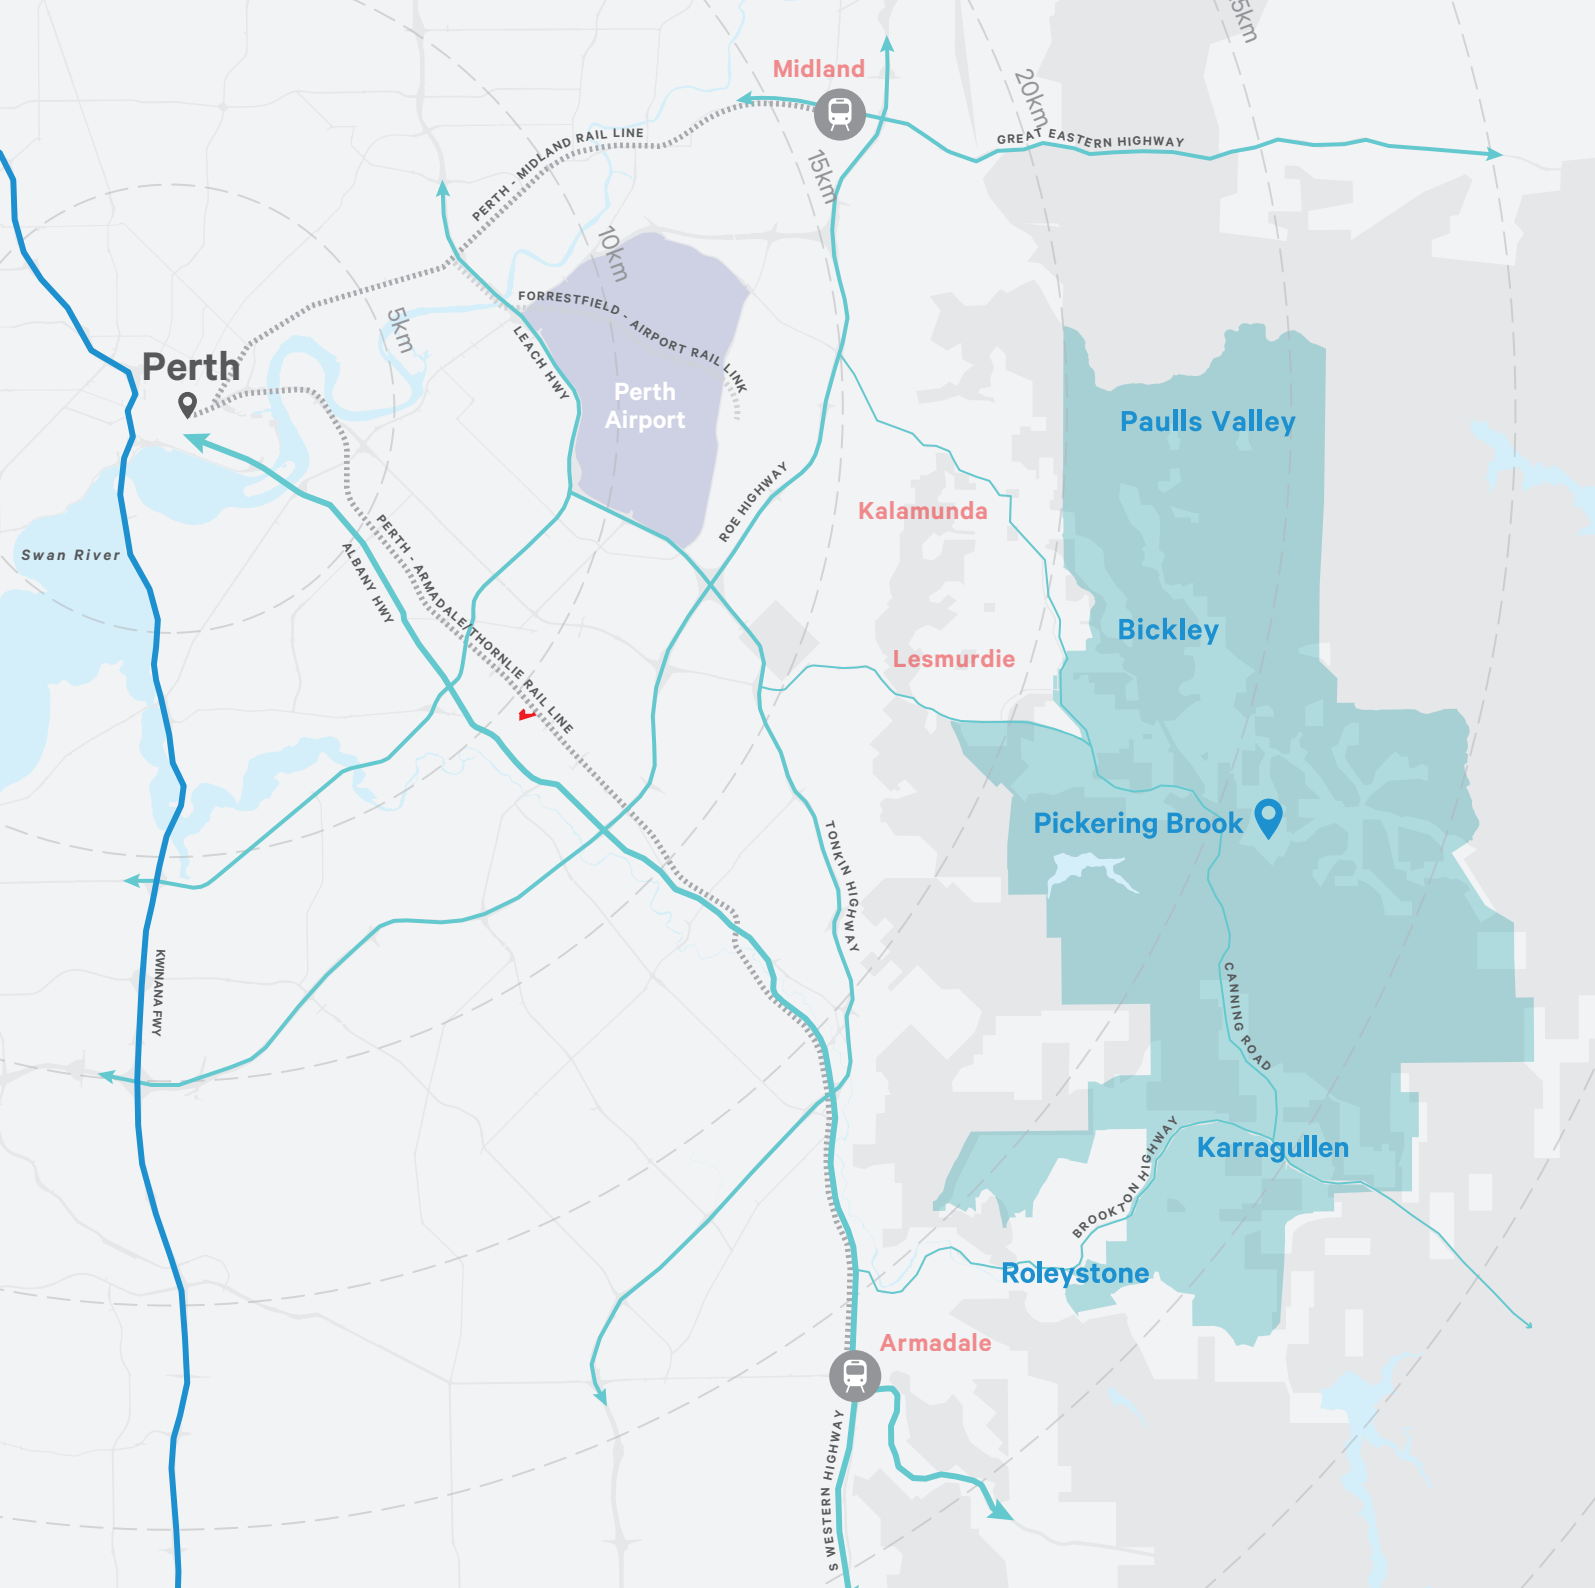 5km
Midland
20km
GREAT EASTERN HIGHWAY
PERTH - MIDLAND RAIL LINE
15km
10km
FORRESTFIELD - AIRPORT RAIL LINK
5km
LEACH HWY
Perth
Perth
Airport
Paulls Valley
ROE HIGHWAY
Kalamunda
Swan River
ALBANY HWY
PERTH - ARMADALE/THORNLIE RAIL LINE
Bickley
Lesmurdie
Pickering Brook
TONKIN HIGHWAY
KWINANA FWY
CANNING ROAD
BROOKTON HIGHWAY
Karragullen
Roleystone
Armadale
S WESTERN HIGHWAY